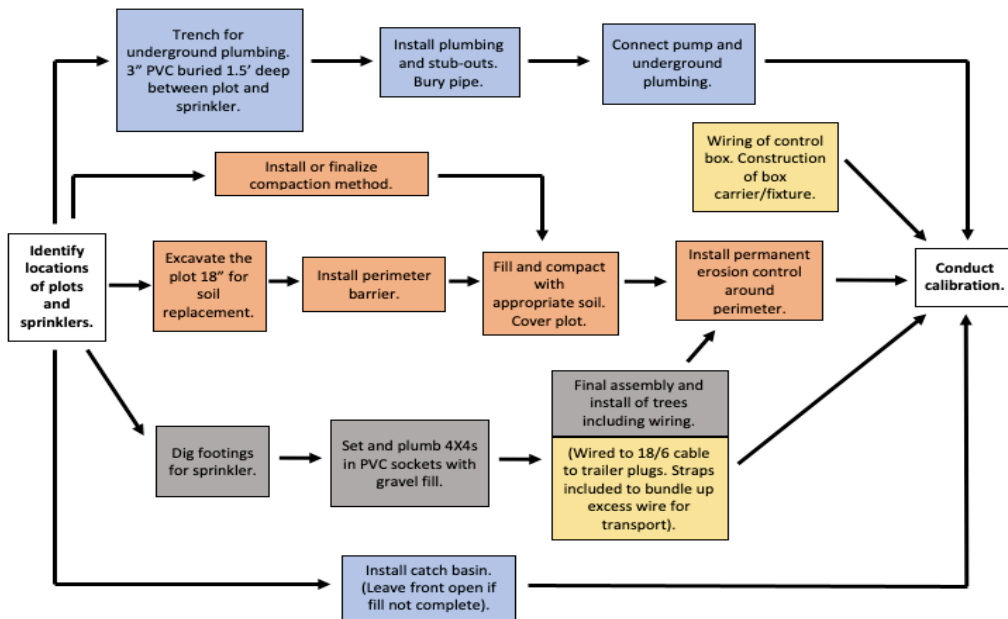 Trench for
underground plumbing.
3” PVC buried 1.5’ deep
between plot and
sprinkler.
Install plumbing
and stub-outs.
Bury pipe.
Connect pump and
underground
plumbing.
Wiring of control
box. Construction
of box
carrier/fixture.
Install or finalize
compaction method.
Identify
locations
of plots
and
sprinklers.
Excavate the
plot 18” for
soil
replacement.
Install perimeter
barrier.
Fill and compact
with
appropriate soil.
Cover plot.
Install permanent
erosion control
around
perimeter.
Conduct
calibration.
Dig footings
for sprinkler.
Set and plumb 4X4s
in PVC sockets with
gravel fill.
Final assembly and
install of trees
including wiring.
(Wired to 18/6 cable
to trailer plugs. Straps
included to bundle up
excess wire for
transport).
Install catch basin.
(Leave front open if
fill not complete).